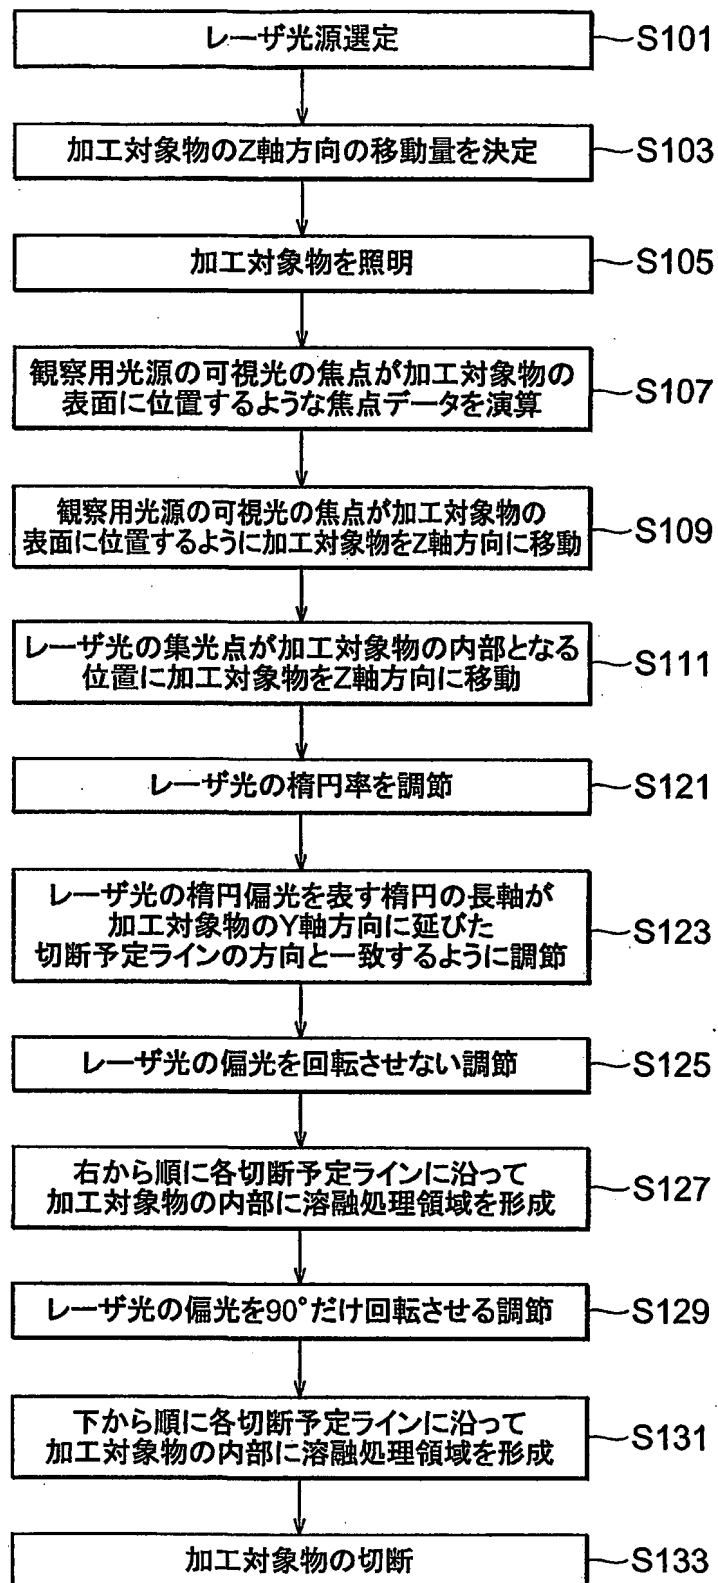 レーザ光源選定
S101
加工対象物のZ軸方向の移動量を決定
S103
加工対象物を照明
S105
観察用光源の可視光の焦点が加工対象物の
表面に位置するような焦点データを演算
S107
観察用光源の可視光の焦点が加工対象物の
表面に位置するように加工対象物をZ軸方向に移動
S109
レーザ光の集光点が加工対象物の内部となる
位置に加工対象物をZ軸方向に移動
S111
レーザ光の楕円率を調節
S121
レーザ光の楕円偏光を表す楕円の長軸が
加工対象物のY軸方向に延びた
切断予定ラインの方向と一致するように調節
S123
レーザ光の偏光を回転させない調節
S125
右から順に各切断予定ラインに沿って
加工対象物の内部に溶融処理領域を形成
S127
レーザ光の偏光を90°だけ回転させる調節
S129
下から順に各切断予定ラインに沿って
加工対象物の内部に溶融処理領域を形成
S131
加工対象物の切断
S133